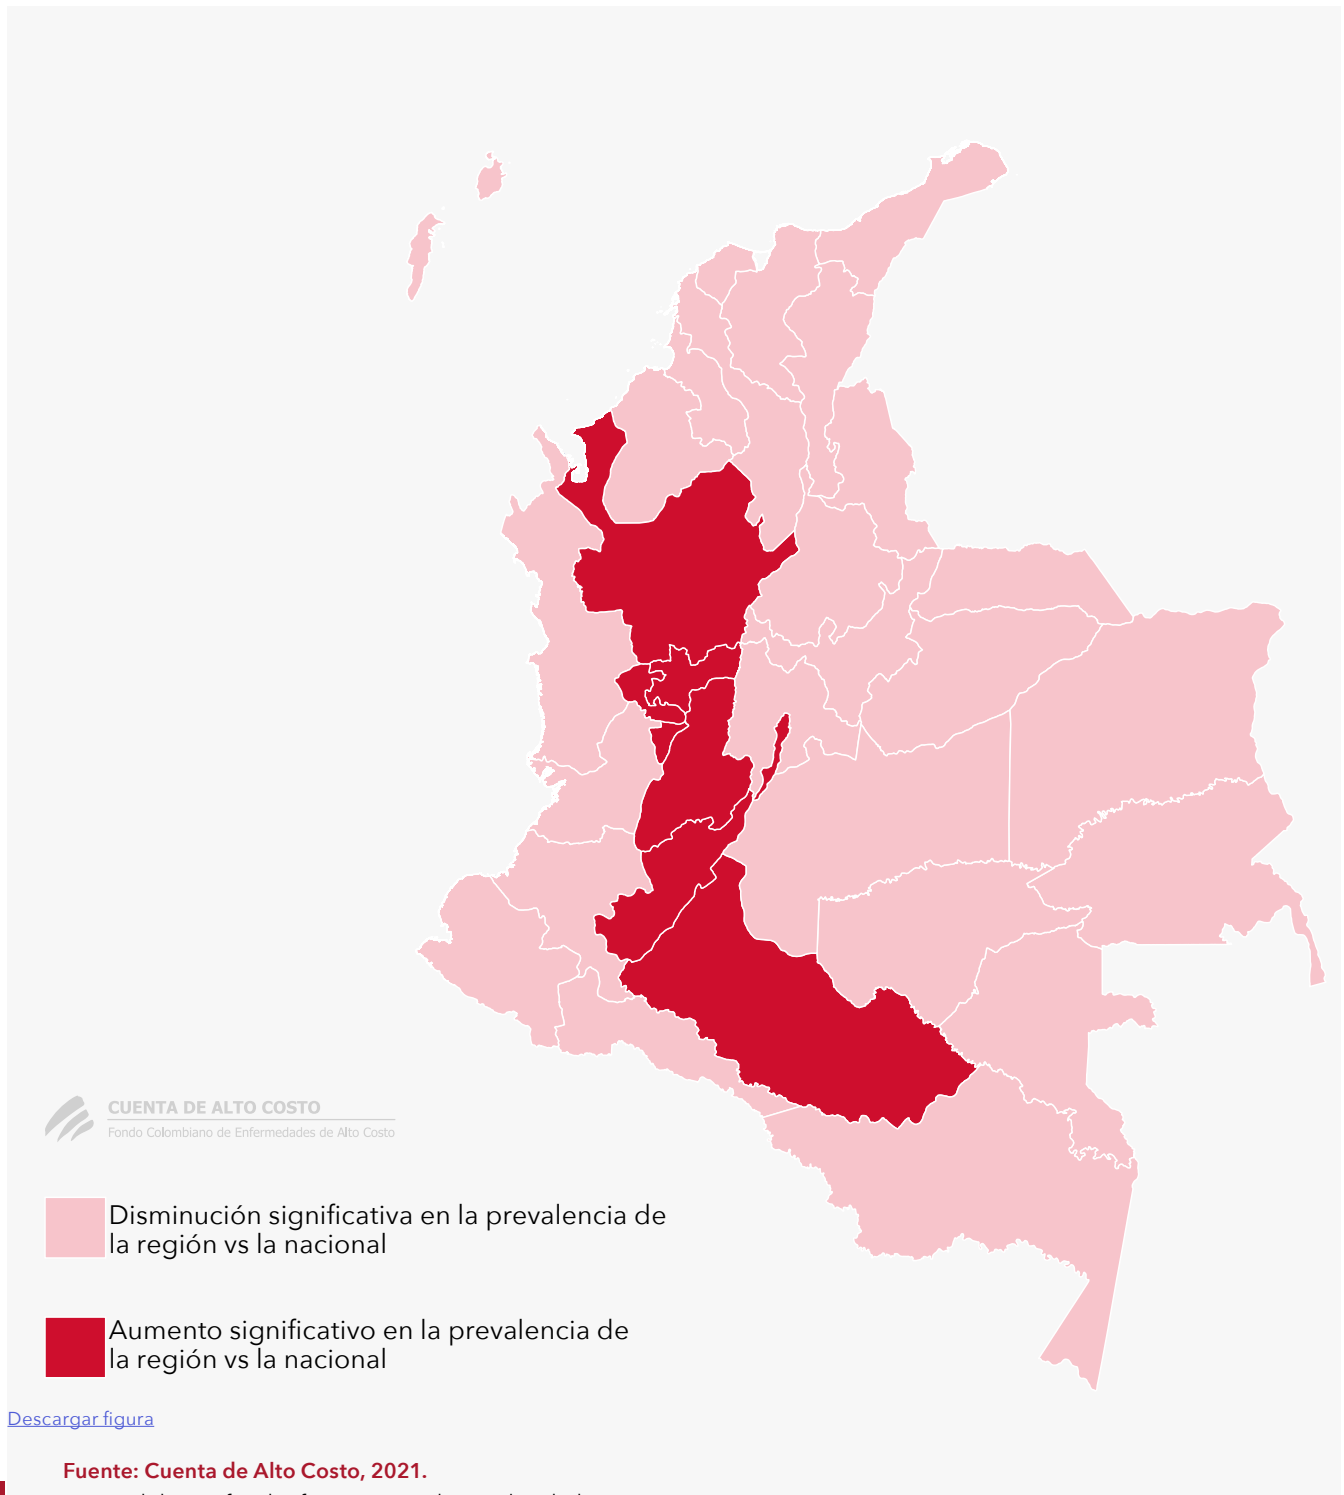 CUENTA DE ALTO COSTO
Fondo Colombiano de Enfermedades de Alto Costo
Disminución significativa en la prevalencia de
la región vs la nacional
Aumento significativo en la prevalencia de
la región vs la nacional
Descargar figura
Fuente: Cuenta de Alto Costo, 2021.